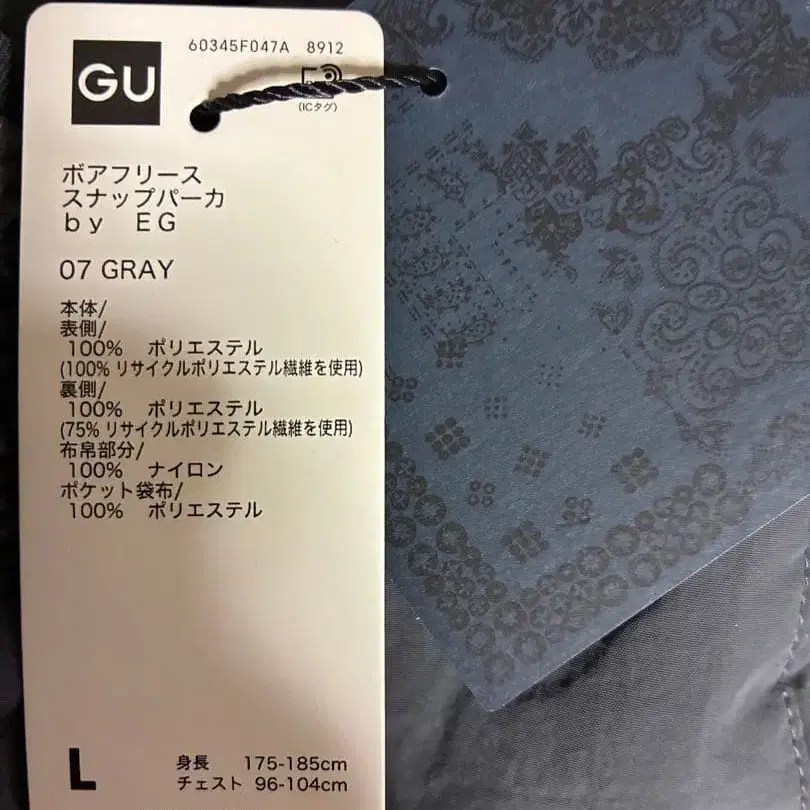 GU
60345F047A 8912
(ICタグ)
ボアフリース
スナップパーカ
by EG
07 GRAY
本体/
表側/
100% ポリエステル
(100% リサイクルポリエステル繊維を使用)
裏側/
100% ポリエステル
(75% リサイクルポリエステル繊維を使用)
布帛部分/
100% ナイロン
ポケット袋布/
100% ポリエステル
L
身長 175-185cm
チェスト 96-104cm